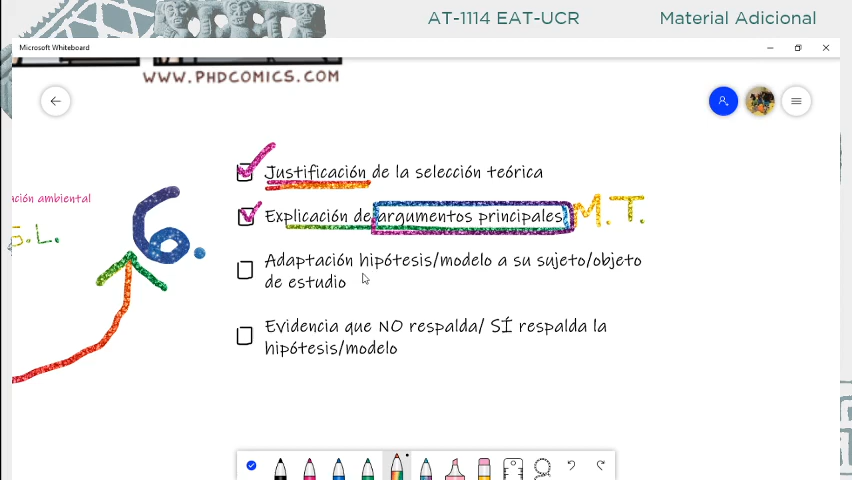 AT-1114 EAT-UCR
Material Adicional
Microsoft Whiteboard
WWW.PHDCOMICS.COM
Justificación de la selección teórica
ación ambiental
Explicación de argumentos principales M.T.
G.L.
6.
Adaptación hipótesis/modelo a su sujeto/objeto
de estudio
Evidencia que NO respalda/ SÍ respalda la
hipótesis/modelo